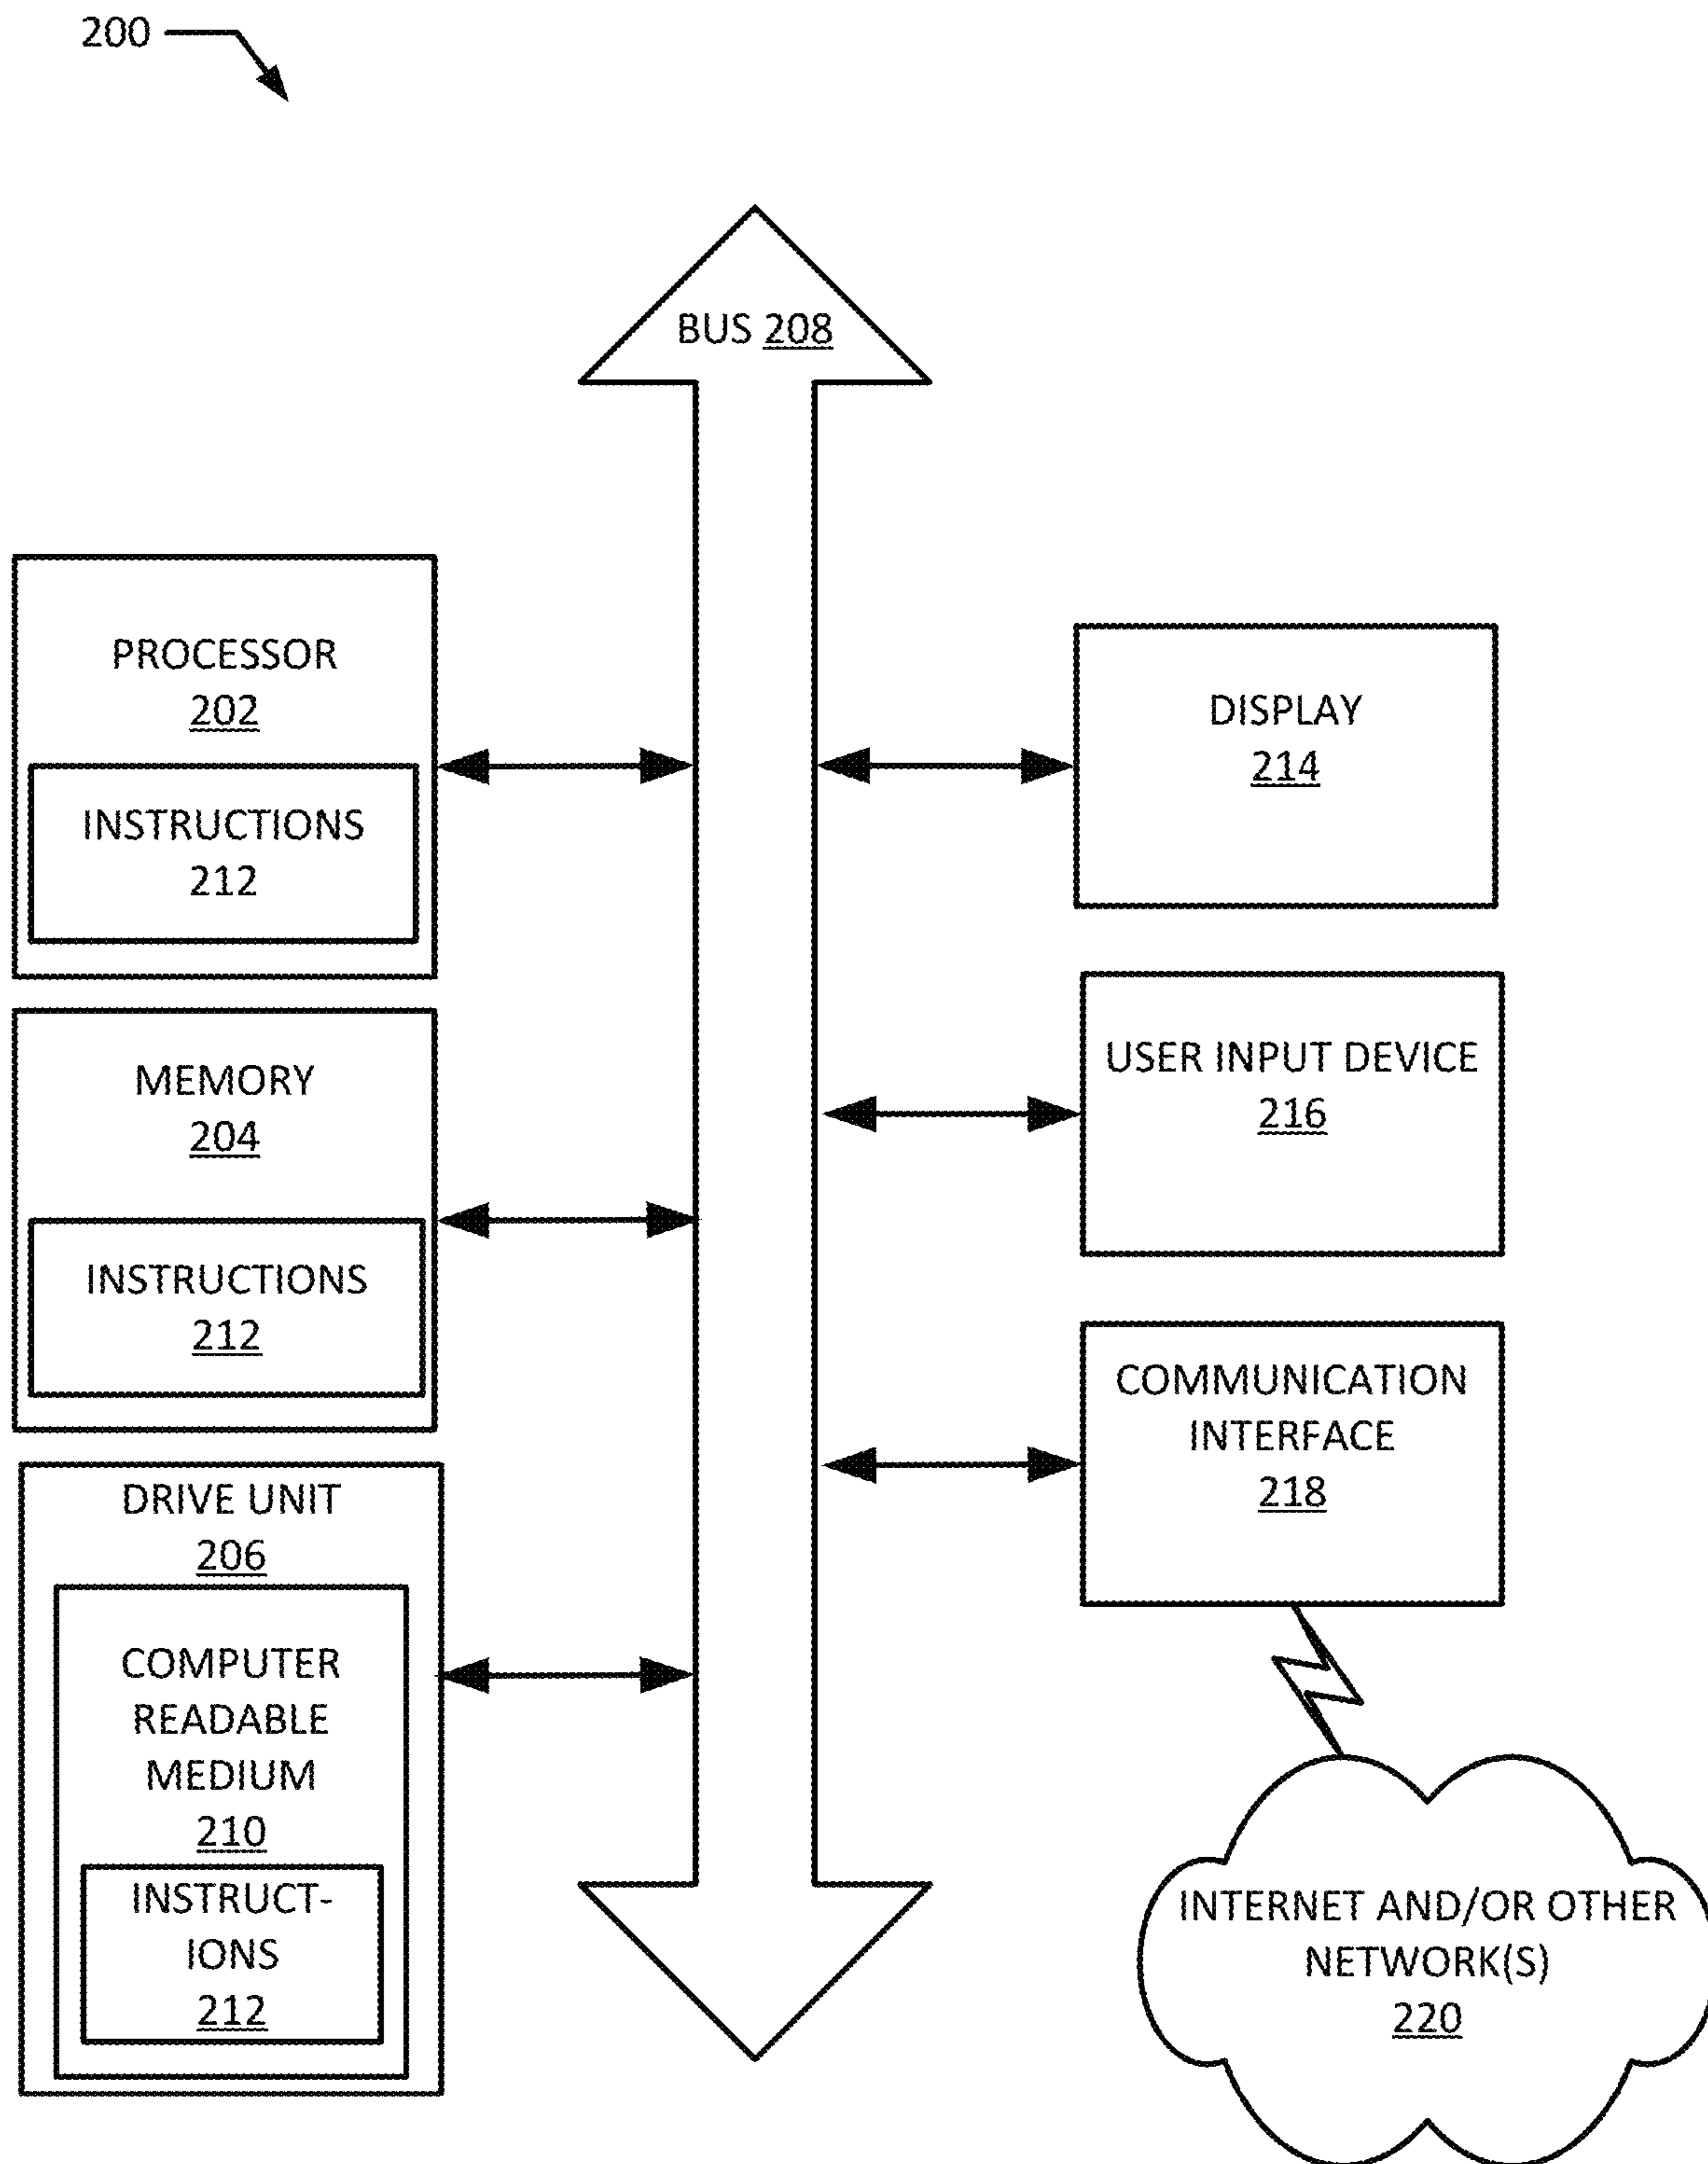 200
BUS 208
PROCESSOR
202
INSTRUCTIONS
212
MEMORY
204
INSTRUCTIONS
212
DRIVE UNIT
206
COMPUTER
READABLE
MEDIUM
210
INSTRUCT-
IONS
212
DISPLAY
214
USER INPUT DEVICE
216
COMMUNICATION
INTERFACE
218
INTERNET AND/OR OTHER
NETWORK(S)
220